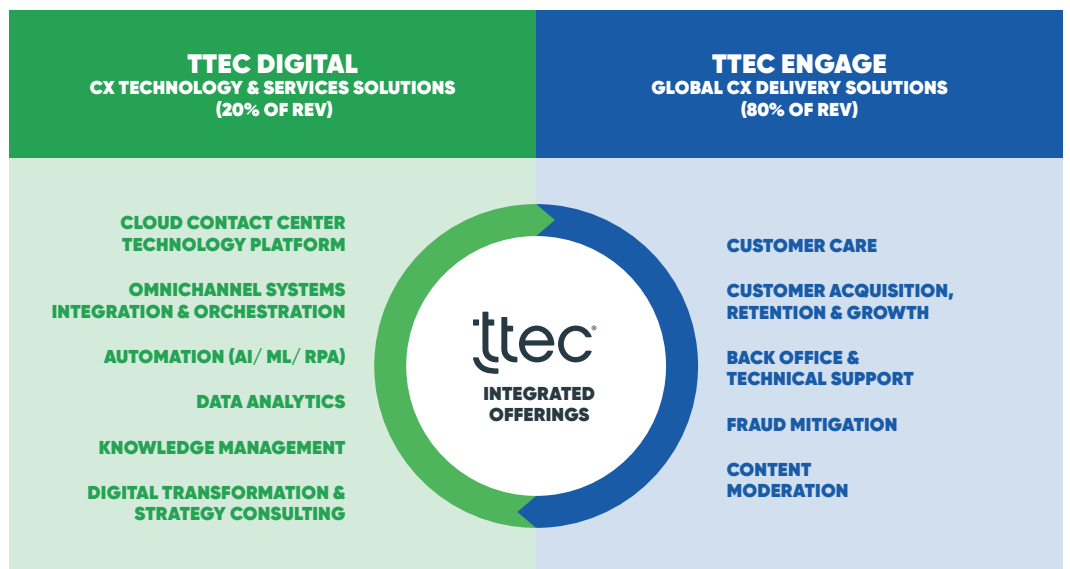 TTEC DIGITAL
CX TECHNOLOGY & SERVICES SOLUTIONS
(20% OF REV)
TTEC ENGAGE
GLOBAL CX DELIVERY SOLUTIONS
(80% OF REV)
CLOUD CONTACT CENTER
TECHNOLOGY PLATFORM
OMNICHANNEL SYSTEMS
INTEGRATION & ORCHESTRATION
AUTOMATION (AI/ ML/ RPA)
DATA ANALYTICS
KNOWLEDGE MANAGEMENT
DIGITAL TRANSFORMATION &
STRATEGY CONSULTING
ttec®
INTEGRATED
OFFERINGS
CUSTOMER CARE
CUSTOMER ACQUISITION,
RETENTION & GROWTH
BACK OFFICE &
TECHNICAL SUPPORT
FRAUD MITIGATION
CONTENT
MODERATION